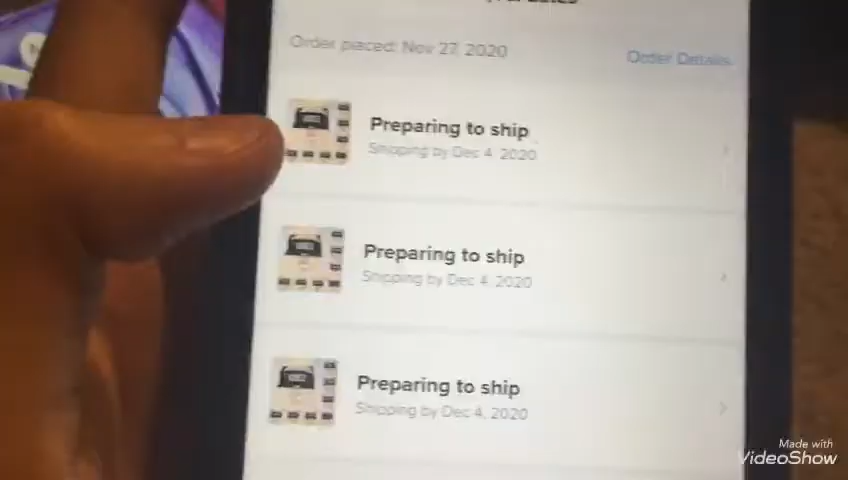 Order placed: Nov 27, 2020
Order Details
Preparing to ship
Shipping by Dec 4, 2020
Preparing to ship
Shipping by Dec 4, 2020
Preparing to ship
Shipping by Dec 4, 2020
Made with
VideoShow